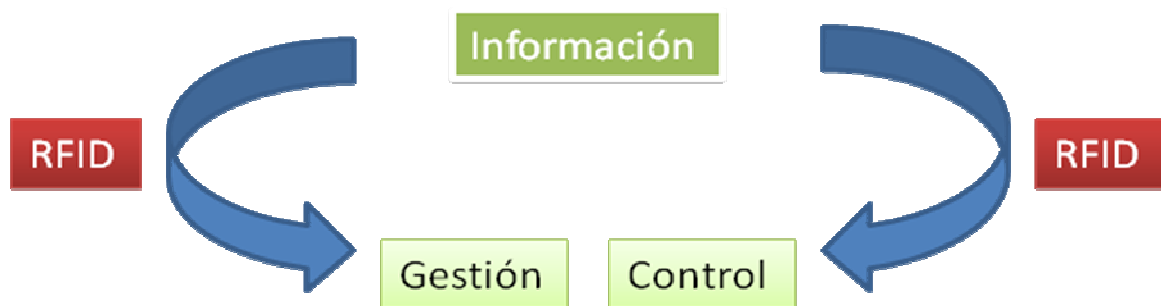 Información
RFID
RFID
Gestión
Control